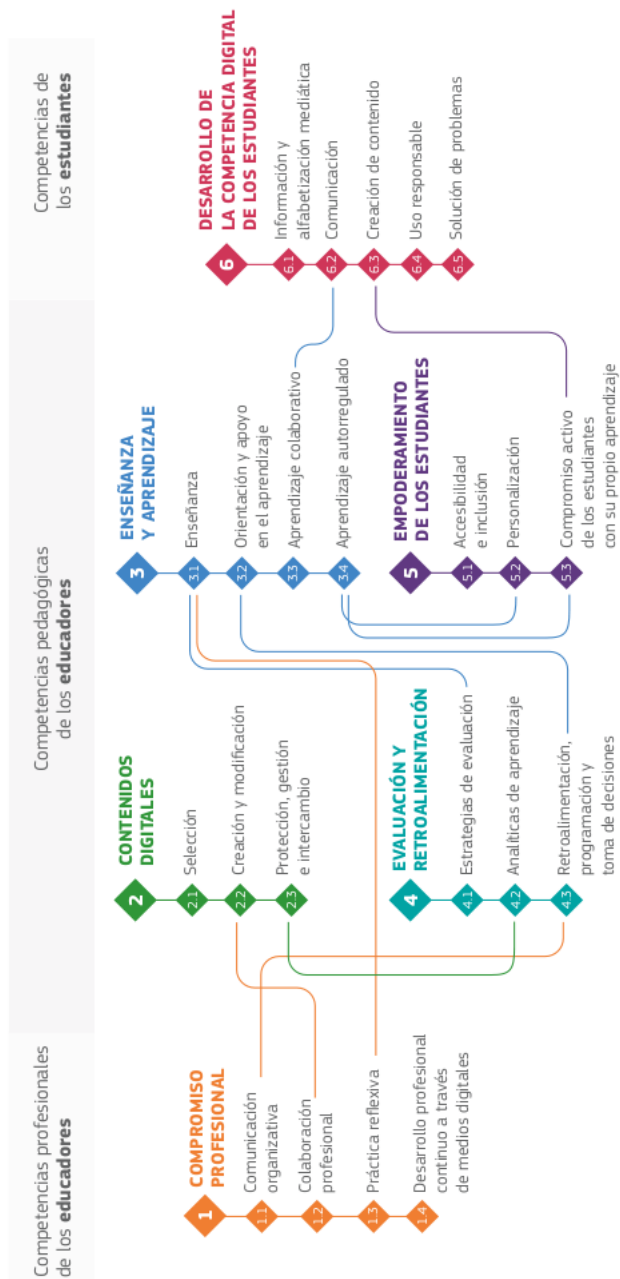 Competencias profesionales
de los educadores
Competencias pedagógicas
de los educadores
Competencias de
los estudiantes
1
COMPROMISO
PROFESIONAL
1.1
Comunicación
organizativa
1.2
Colaboración
profesional
1.3
Práctica reflexiva
1.4
Desarrollo profesional
continuo a través
de medios digitales
2
CONTENIDOS
DIGITALES
2.1
Selección
2.2
Creación y modificación
2.3
Protección, gestión
e intercambio
3
ENSEÑANZA
Y APRENDIZAJE
3.1
Enseñanza
3.2
Orientación y apoyo
en el aprendizaje
3.3
Aprendizaje colaborativo
3.4
Aprendizaje autorregulado
4
EVALUACIÓN Y
RETROALIMENTACIÓN
4.1
Estrategias de evaluación
4.2
Analíticas de aprendizaje
4.3
Retroalimentación,
programación y
toma de decisiones
5
EMPODERAMIENTO
DE LOS ESTUDIANTES
5.1
Accesibilidad
e inclusión
5.2
Personalización
5.3
Compromiso activo
de los estudiantes
con su propio aprendizaje
6
DESARROLLO DE
LA COMPETENCIA DIGITAL
DE LOS ESTUDIANTES
6.1
Información y
alfabetización mediática
6.2
Comunicación
6.3
Creación de contenido
6.4
Uso responsable
6.5
Solución de problemas